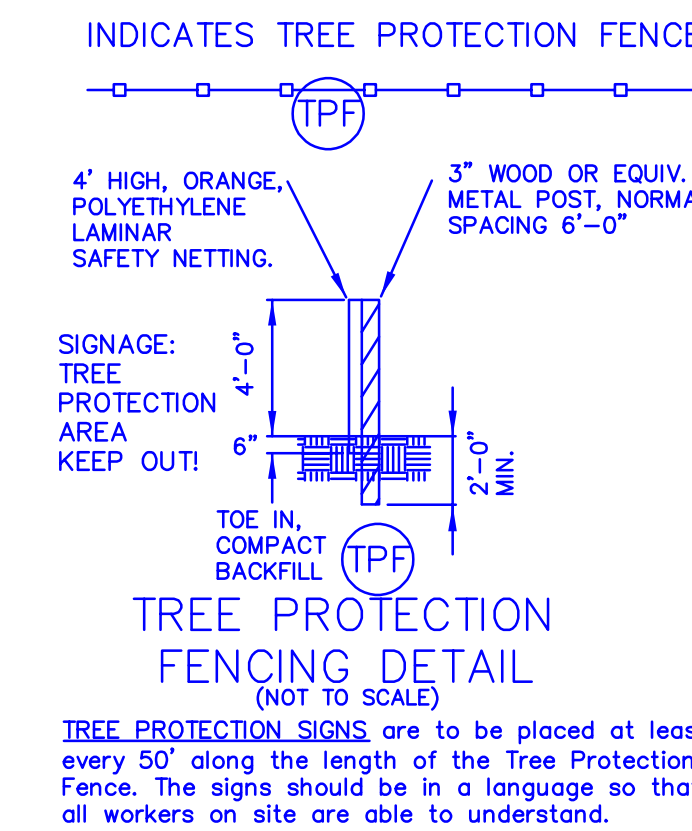 INDICATES TREE PROTECTION FENCE
TPF
4' HIGH, ORANGE,
POLYETHYLENE
LAMINAR
SAFETY NETTING.
3" WOOD OR EQUIV.
METAL POST, NORMA
SPACING 6'-0"
SIGNAGE:
TREE
PROTECTION
AREA
KEEP OUT!
4'-0"
6"
2'-0"
MIN.
TOE IN,
COMPACT
BACKFILL
TPF
TREE PROTECTION
FENCING DETAIL
(NOT TO SCALE)
TREE PROTECTION SIGNS are to be placed at leas
every 50' along the length of the Tree Protection
Fence. The signs should be in a language so tha
all workers on site are able to understand.